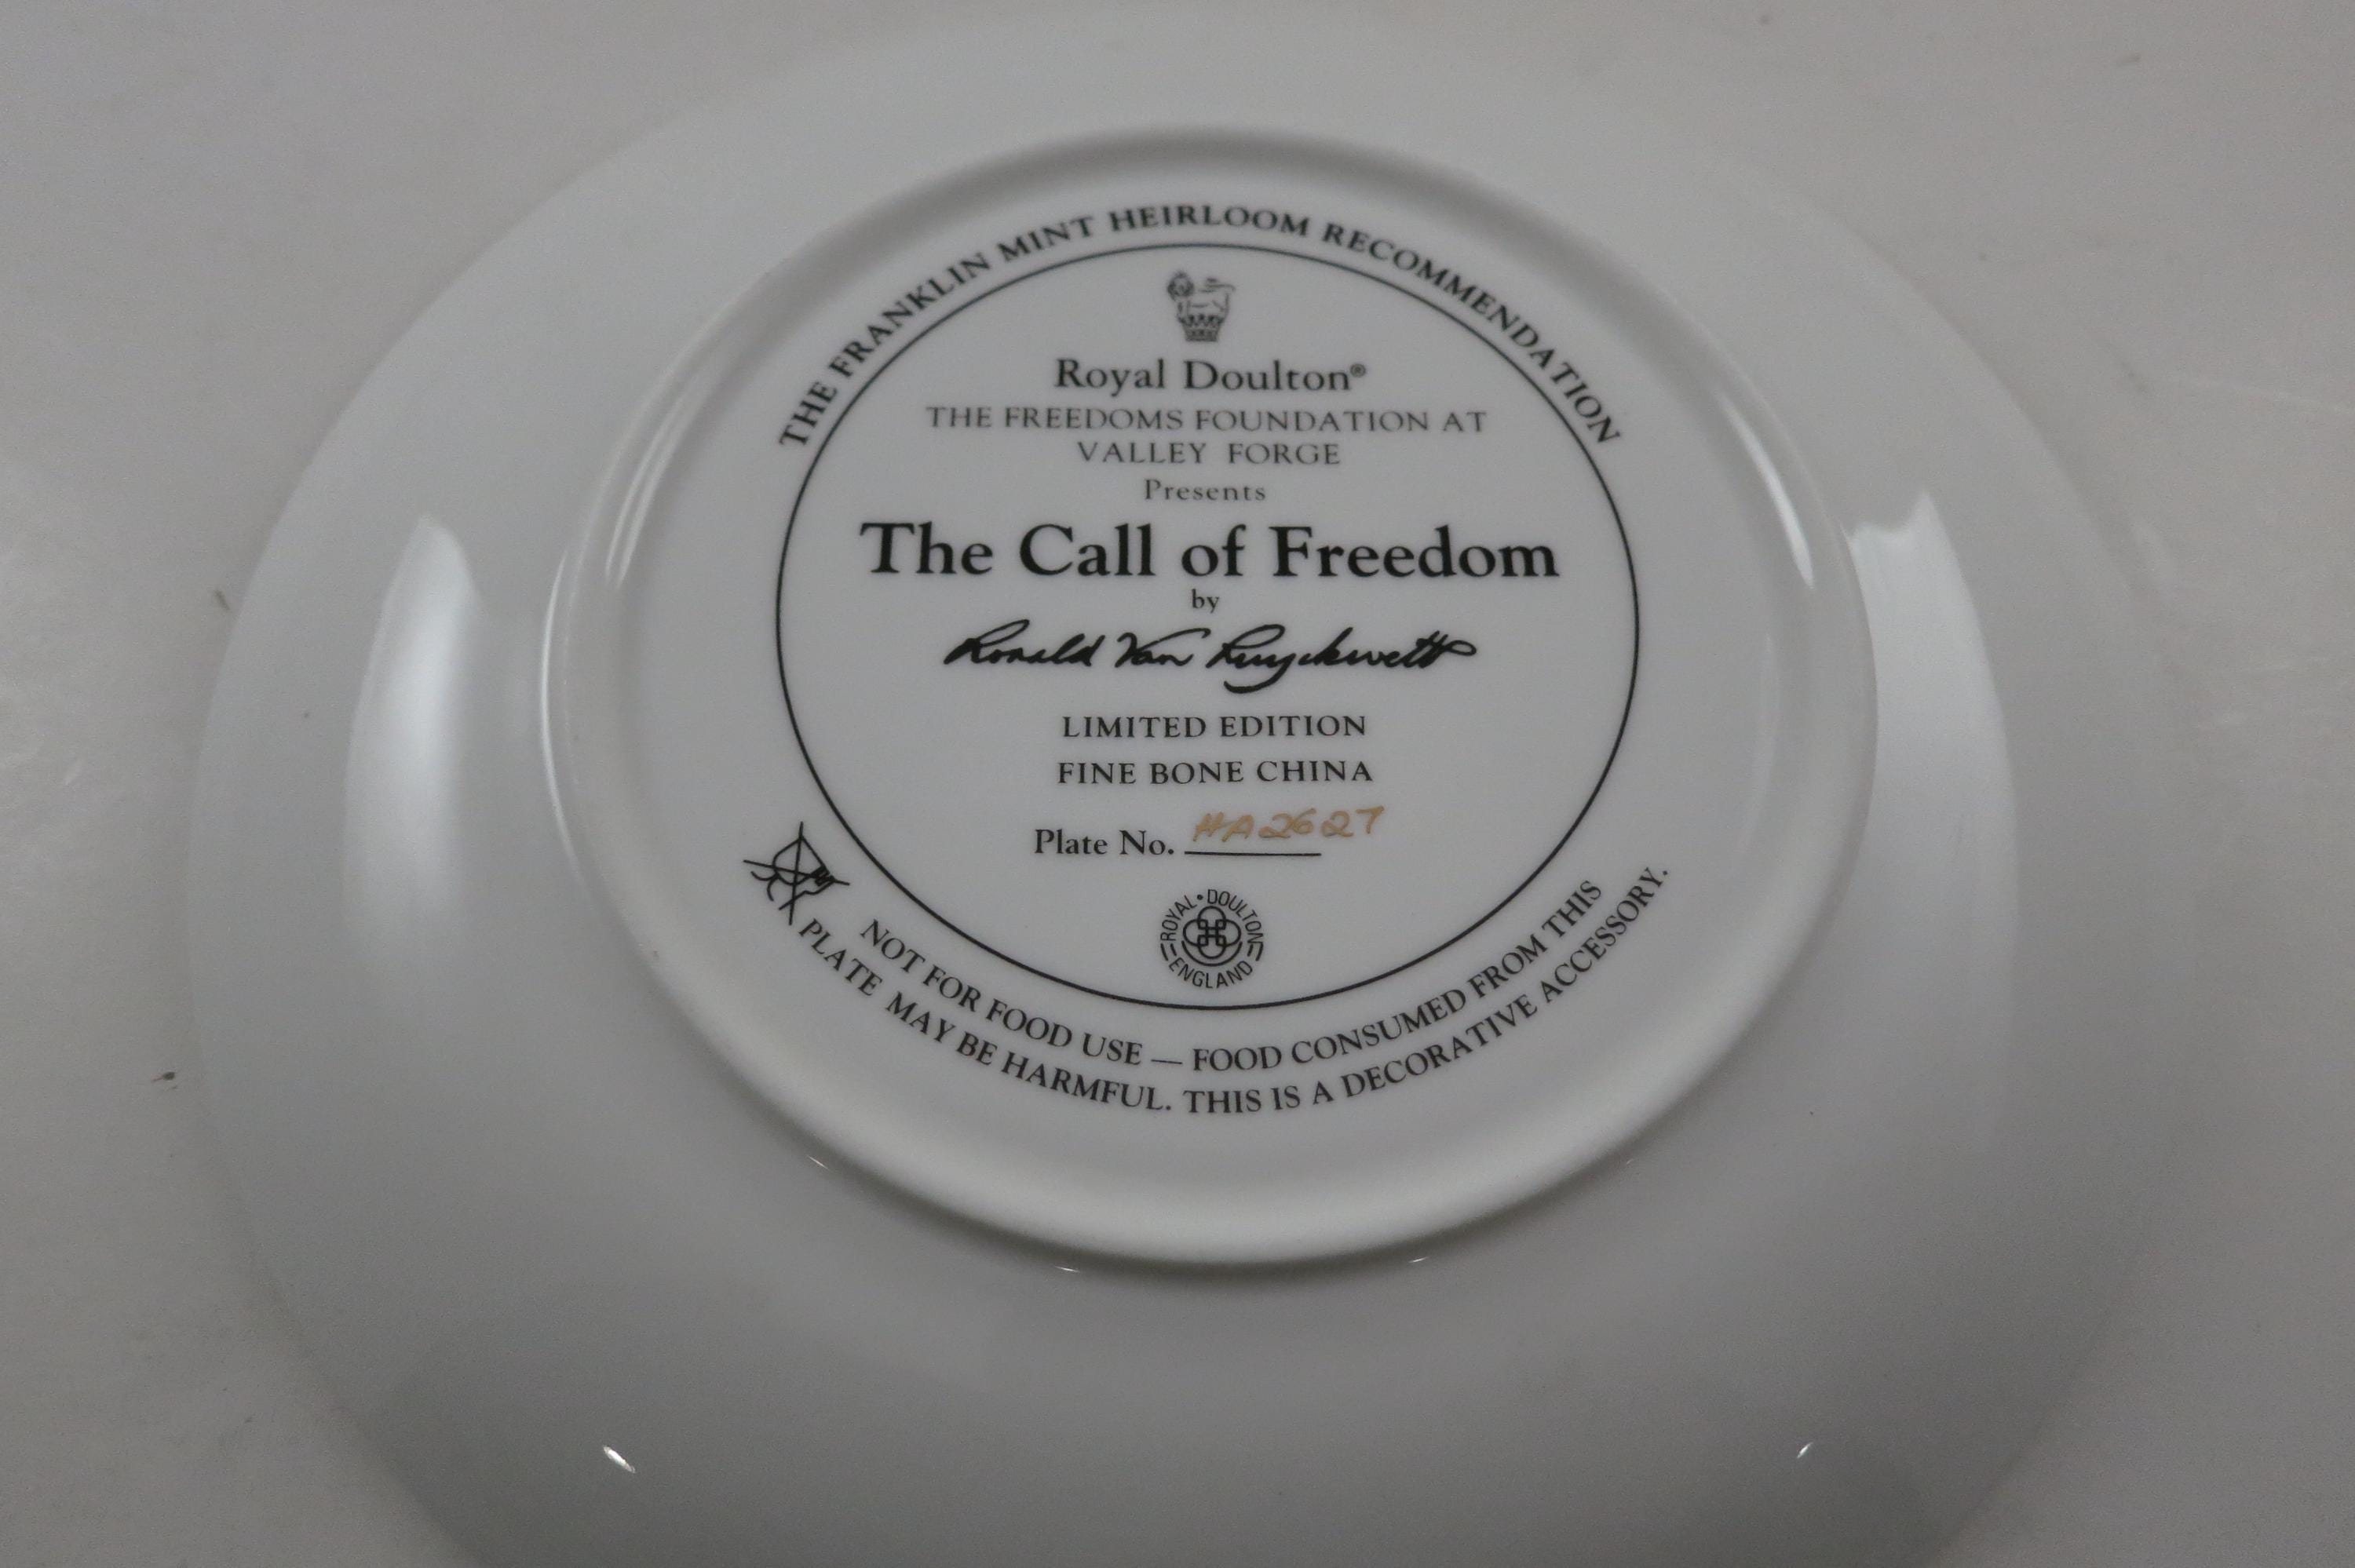 THE FRANKLIN MINT HEIRLOOM RECOMMENDATION
Royal Doulton®
THE FREEDOMS FOUNDATION AT
VALLEY FORGE
Presents
The Call of Freedom
by
Ronald Van Ruyckevelt
LIMITED EDITION
FINE BONE CHINA
Plate No. HA2627
ROYAL • DOULTON
ENGLAND
NOT FOR FOOD USE — FOOD CONSUMED FROM THIS
PLATE MAY BE HARMFUL. THIS IS A DECORATIVE ACCESSORY.